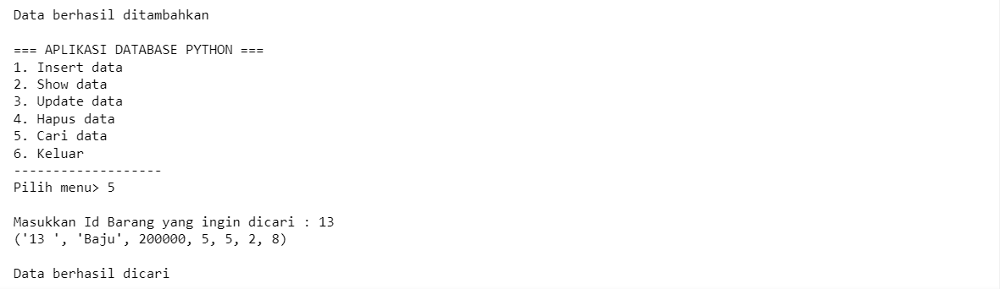 Data berhasil ditambahkan
=== APLIKASI DATABASE PYTHON ===
1. Insert data
2. Show data
3. Update data
4. Hapus data
5. Cari data
6. Keluar
-------------------
Pilih menu> 5
Masukkan Id Barang yang ingin dicari : 13
('13 ', 'Baju', 200000, 5, 5, 2, 8)
Data berhasil dicari